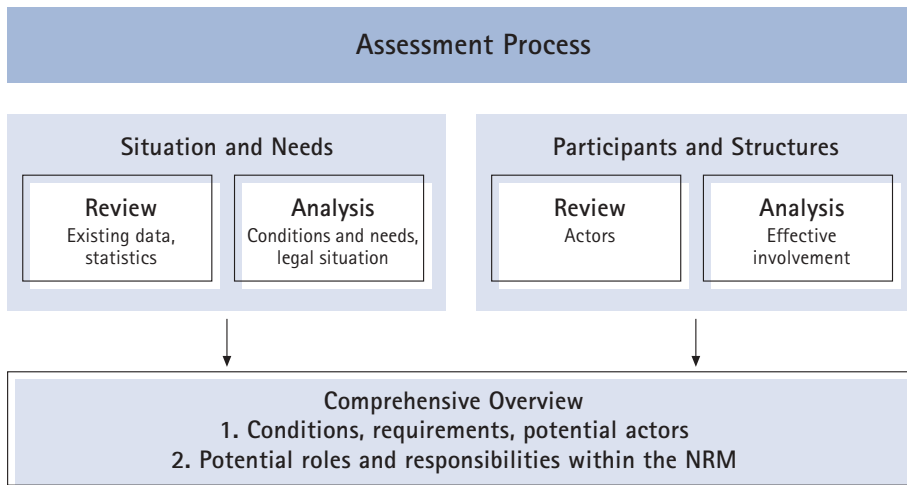 Assessment Process
Situation and Needs
Review
Existing data,
statistics
Analysis
Conditions and needs,
legal situation
Participants and Structures
Review
Actors
Analysis
Effective
involvement
Comprehensive Overview
1. Conditions, requirements, potential actors
2. Potential roles and responsibilities within the NRM